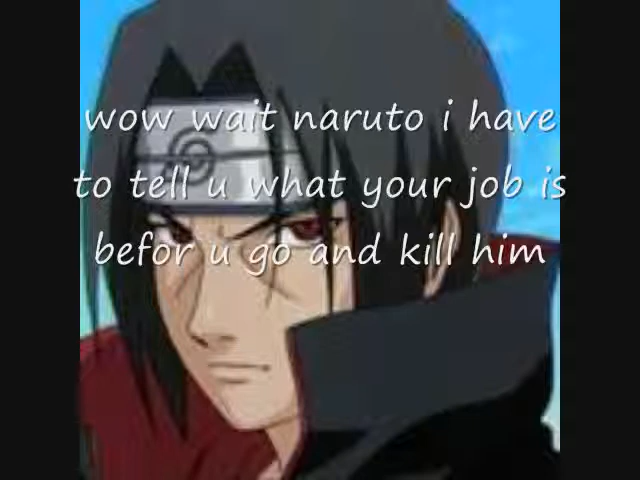 wow wait naruto i have
to tell u what your job is
befor u go and kill him